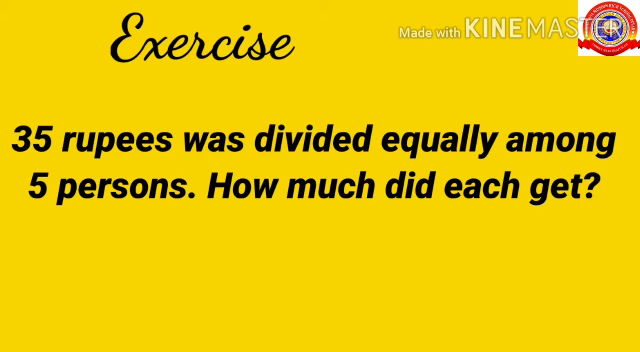 Exercise
Made with KINEMASTER
35 rupees was divided equally among
5 persons. How much did each get?